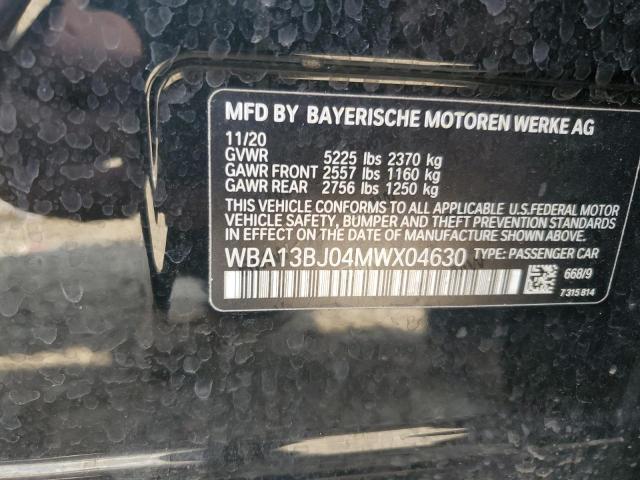 MFD BY BAYERISCHE MOTOREN WERKE AG
11/20
GVWR 5225 lbs 2370 kg
GAWR FRONT 2557 lbs 1160 kg
GAWR REAR 2756 lbs 1250 kg
THIS VEHICLE CONFORMS TO ALL APPLICABLE U.S.FEDERAL MOTOR
VEHICLE SAFETY, BUMPER AND THEFT PREVENTION STANDARDS
IN EFFECT ON THE DATE OF MANUFACTURE SHOWN ABOVE.
WBA13BJ04MWX04630 TYPE: PASSENGER CAR
668/9
7315814